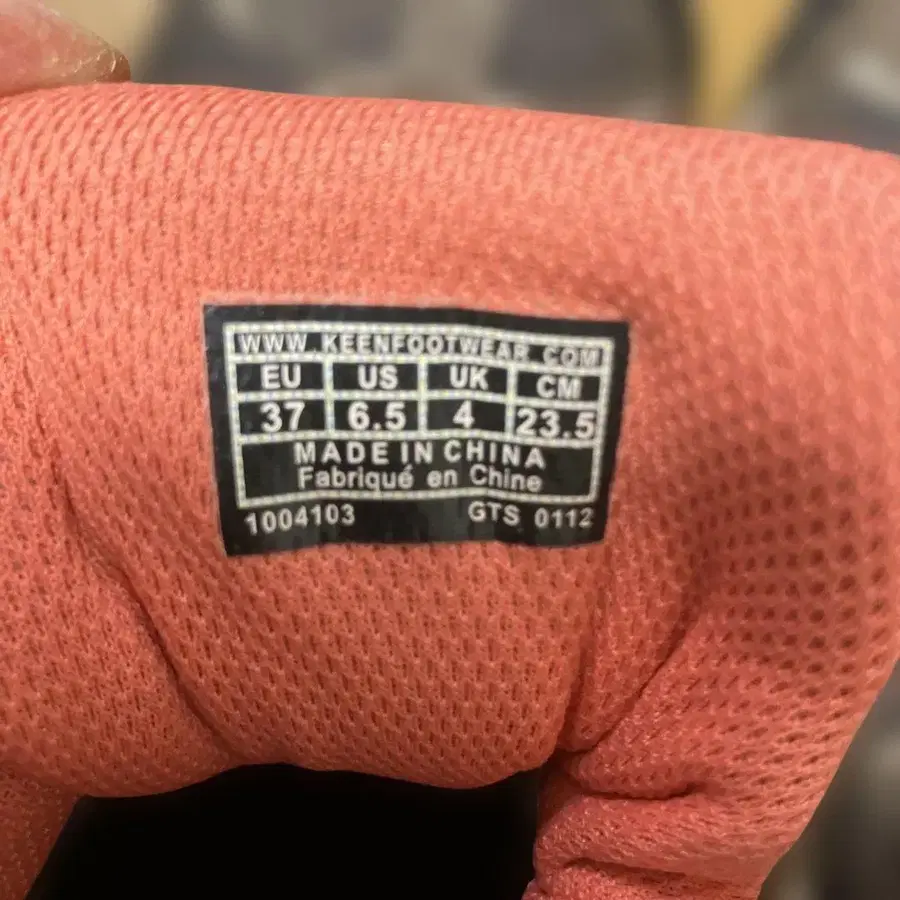 WWW.KEENFOOTWEAR.COM
EU US UK CM
37 6.5 4 23.5
MADE IN CHINA
Fabriqué en Chine
1004103 GTS 0112